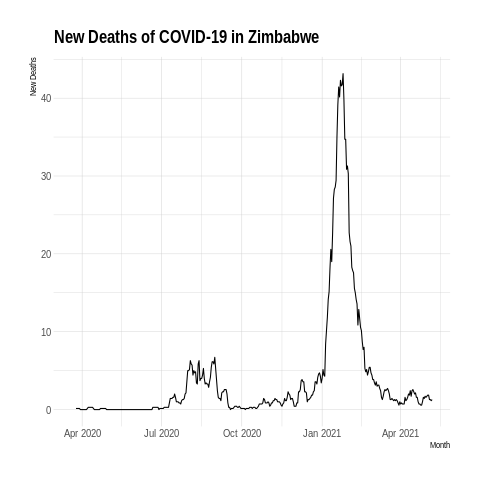 New Deaths of COVID-19 in Zimbabwe
New Deaths
40
30
20
10
0
Apr 2020 Jul 2020 Oct 2020 Jan 2021 Apr 2021
Month